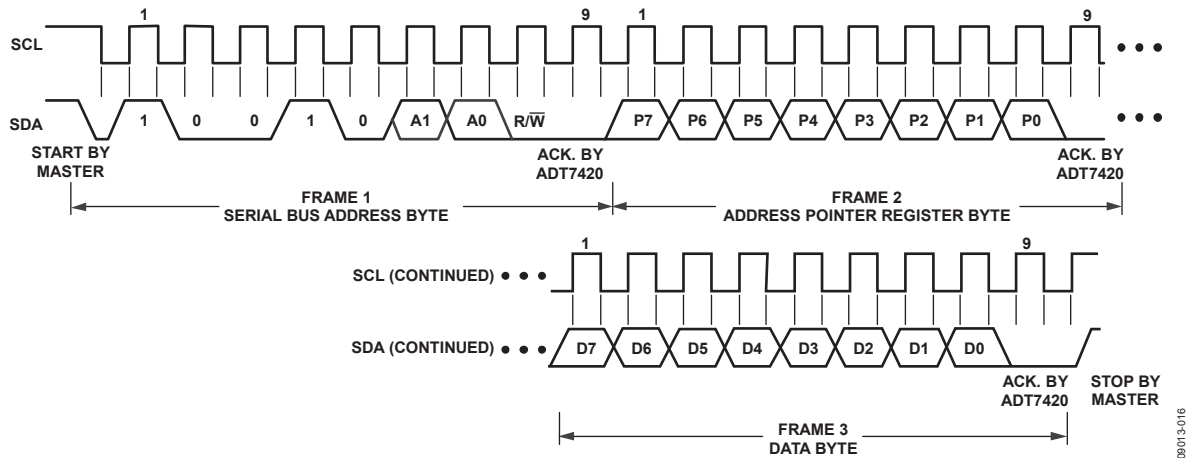 1 9 1 9
SCL
SDA 1 0 0 1 0 A1 A0 R/W̅ P7 P6 P5 P4 P3 P2 P1 P0
START BY
MASTER
ACK. BY
ADT7420
ACK. BY
ADT7420
FRAME 1
SERIAL BUS ADDRESS BYTE
FRAME 2
ADDRESS POINTER REGISTER BYTE
1 9
SCL (CONTINUED)
SDA (CONTINUED) D7 D6 D5 D4 D3 D2 D1 D0
ACK. BY
ADT7420
STOP BY
MASTER
FRAME 3
DATA BYTE
09013-016